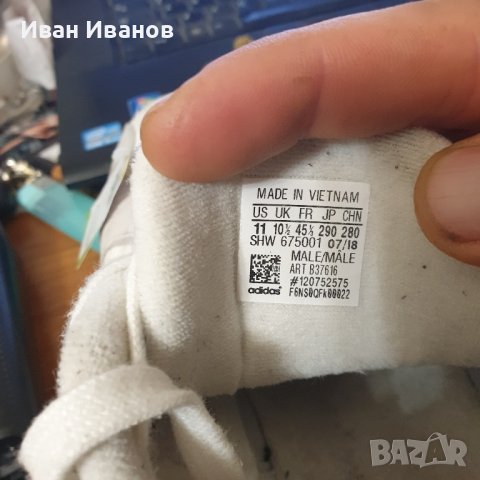 Иван Иванов
MADE IN VIETNAM
US UK FR JP CHN
11 10½ 45⅓ 290 280
SHW 675001 07/18
MALE/MÂLE
ART B37616
#120752575
adidas F6NS0QFK00022
BAZAR